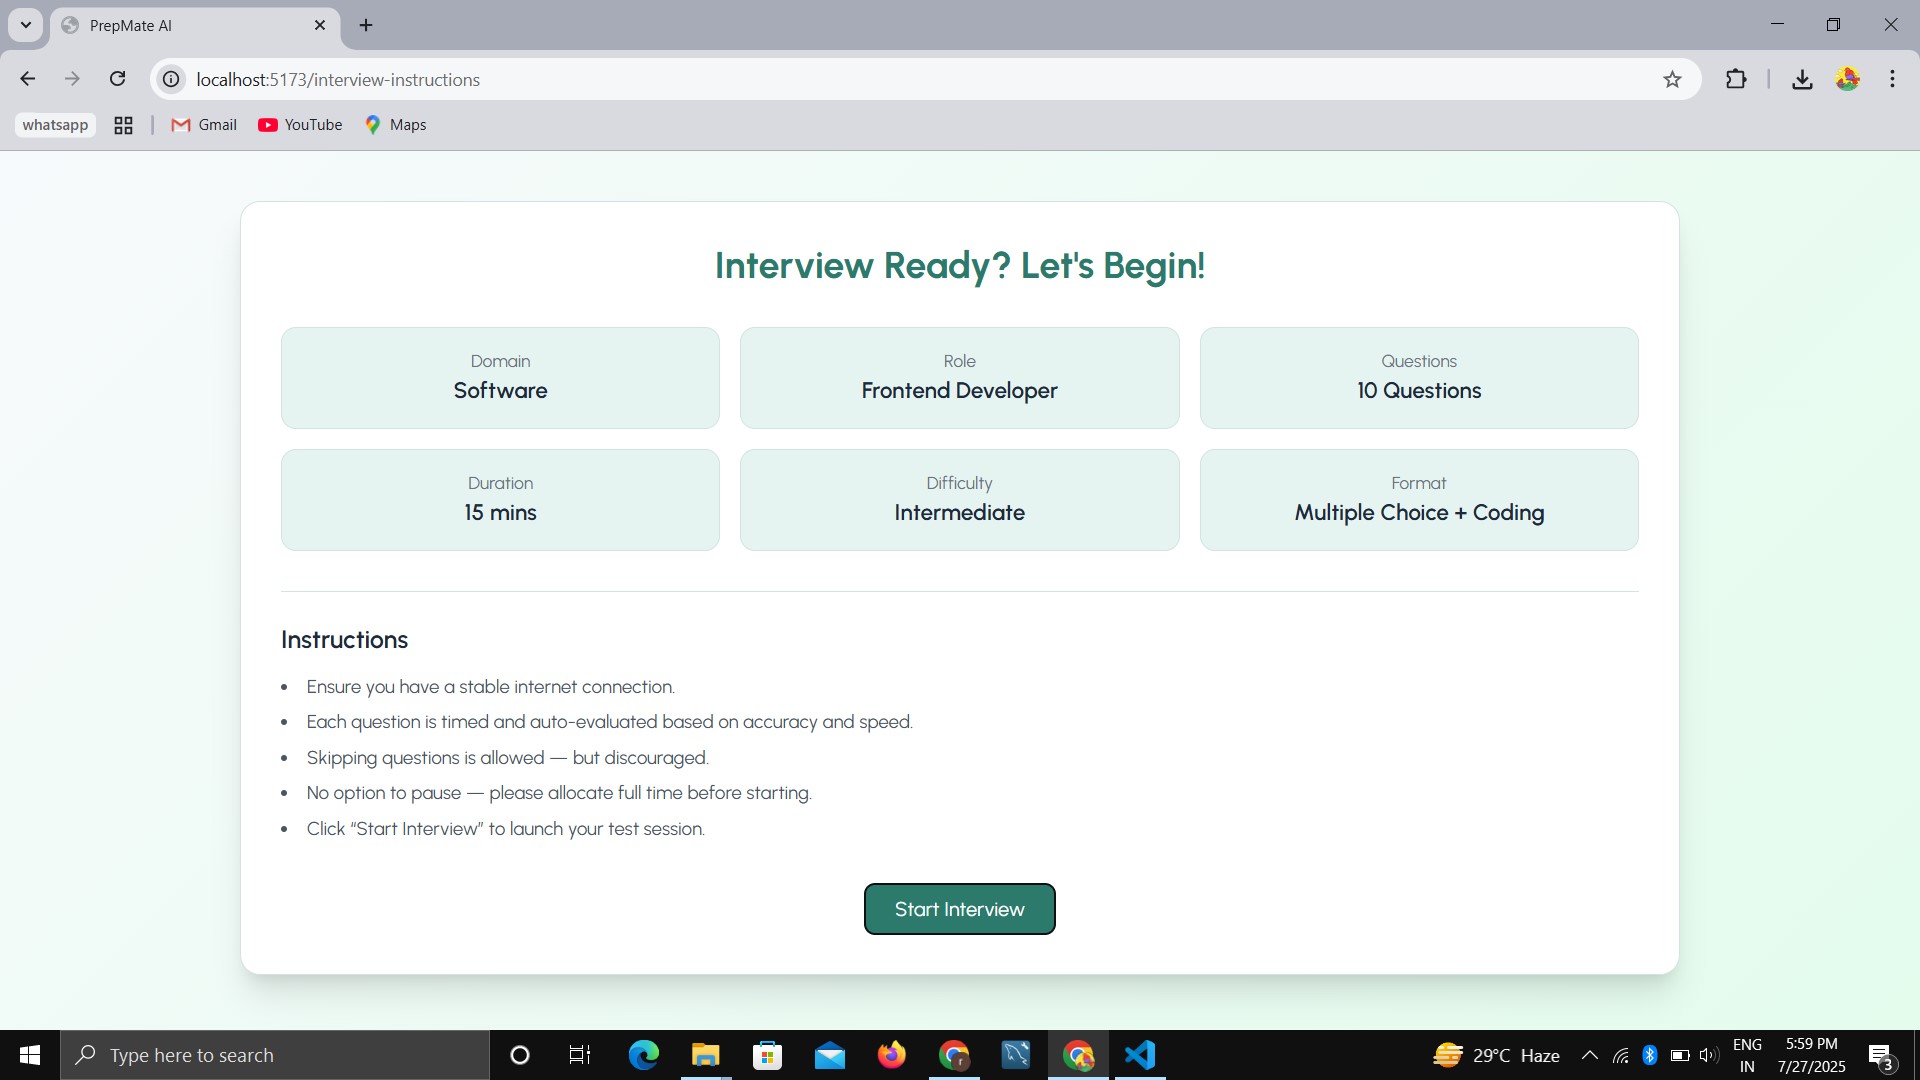 PrepMate AI
localhost:5173/interview-instructions
whatsapp
Gmail
YouTube
Maps
Interview Ready? Let's Begin!
Domain
Software
Role
Frontend Developer
Questions
10 Questions
Duration
15 mins
Difficulty
Intermediate
Format
Multiple Choice + Coding
Instructions
Ensure you have a stable internet connection.
Each question is timed and auto-evaluated based on accuracy and speed.
Skipping questions is allowed — but discouraged.
No option to pause — please allocate full time before starting.
Click “Start Interview” to launch your test session.
Start Interview
Type here to search
r
29°C Haze
ENG
IN
5:59 PM
7/27/2025
3